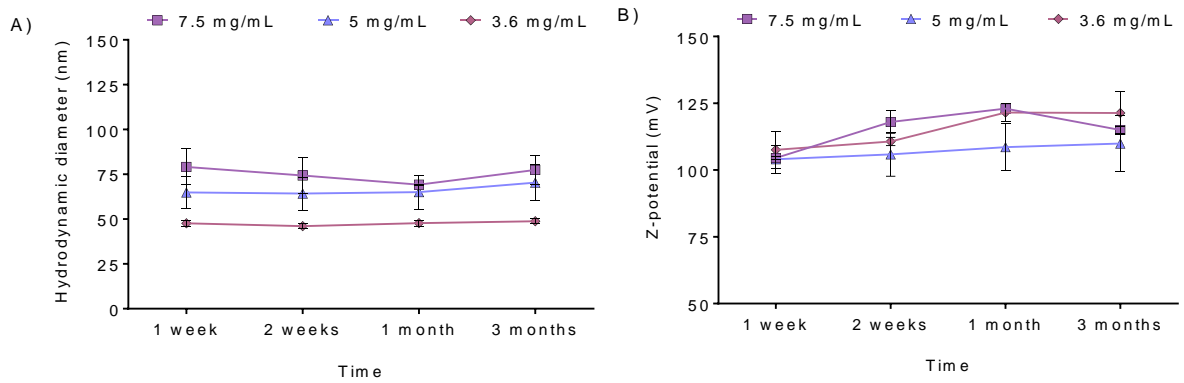 A)
7.5 mg/mL 5 mg/mL 3.6 mg/mL
Hydrodynamic diameter (nm)
150
125
100
75
50
25
0
1 week 2 weeks 1 month 3 months
Time
B)
7.5 mg/mL 5 mg/mL 3.6 mg/mL
Z-potential (mV)
150
125
100
75
50
1 week 2 weeks 1 month 3 months
Time